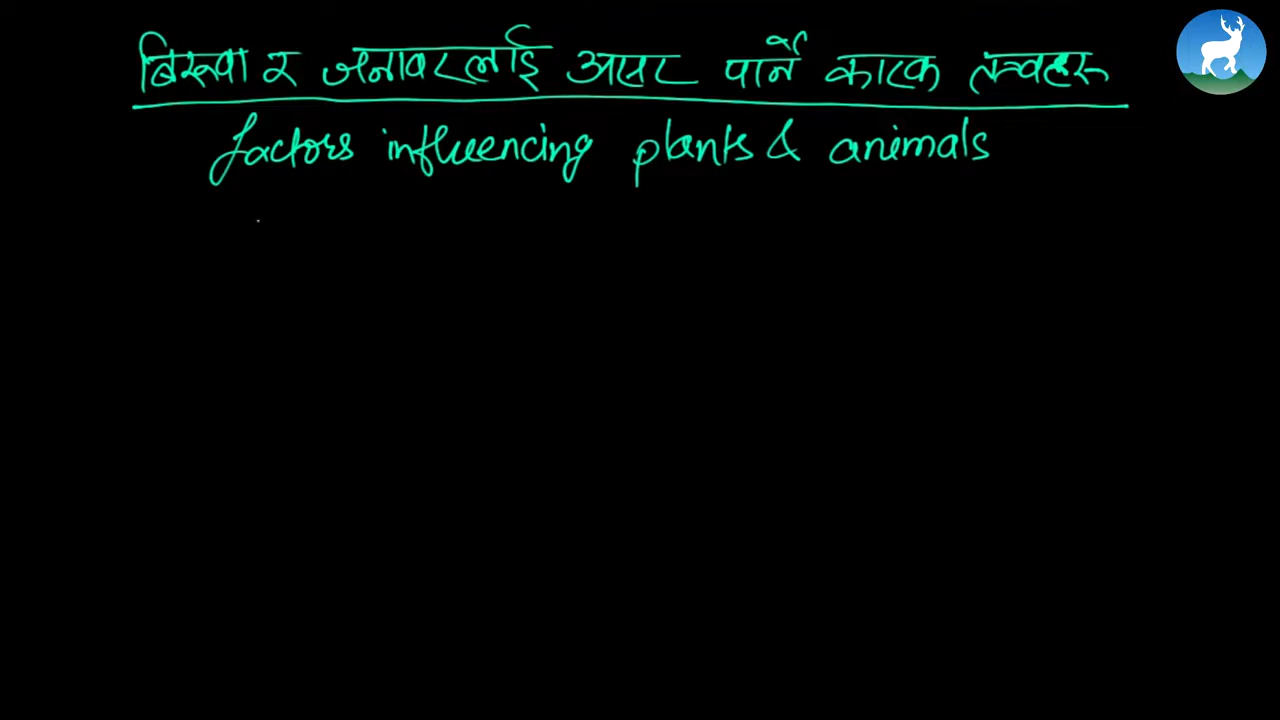 बिरूवा र जनावरलाई असर पार्ने कारक तत्त्वहरू
factors influencing plants & animals